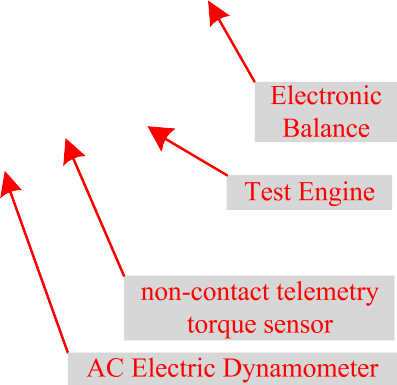 Electronic
Balance
Test Engine
non-contact telemetry
torque sensor
AC Electric Dynamometer